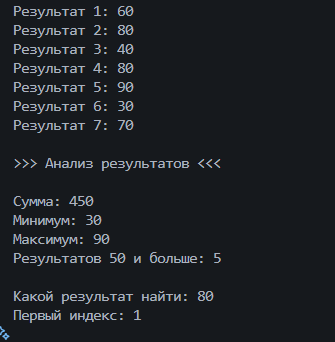 Результат 1: 60
Результат 2: 80
Результат 3: 40
Результат 4: 80
Результат 5: 90
Результат 6: 30
Результат 7: 70
>>> Анализ результатов <<<
Сумма: 450
Минимум: 30
Максимум: 90
Результатов 50 и больше: 5
Какой результат найти: 80
Первый индекс: 1